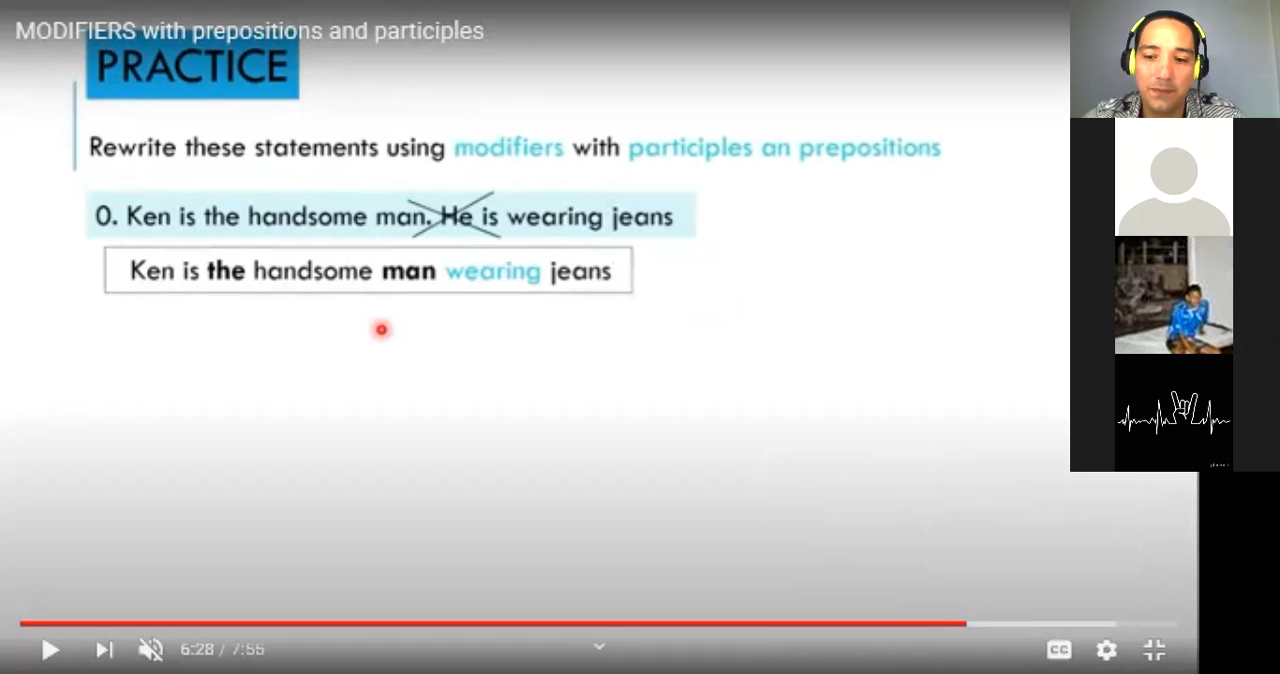 MODIFIERS with prepositions and participles
PRACTICE
Rewrite these statements using modifiers with participles an prepositions
0. Ken is the handsome man. He is wearing jeans
Ken is the handsome man wearing jeans
6:28 / 7:55
CC